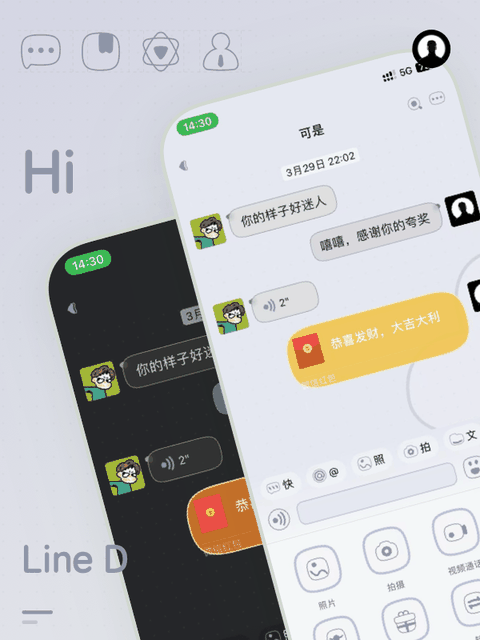 Hi
14:30
5G
可是
3月29日 22:02
你的样子好迷人
嘻嘻，感谢你的夸奖
2"
恭喜发财，大吉大利
快
@
照
拍
文
照片
拍摄
视频通话
14:30
3月
你的样子好迷
2"
恭
Line D